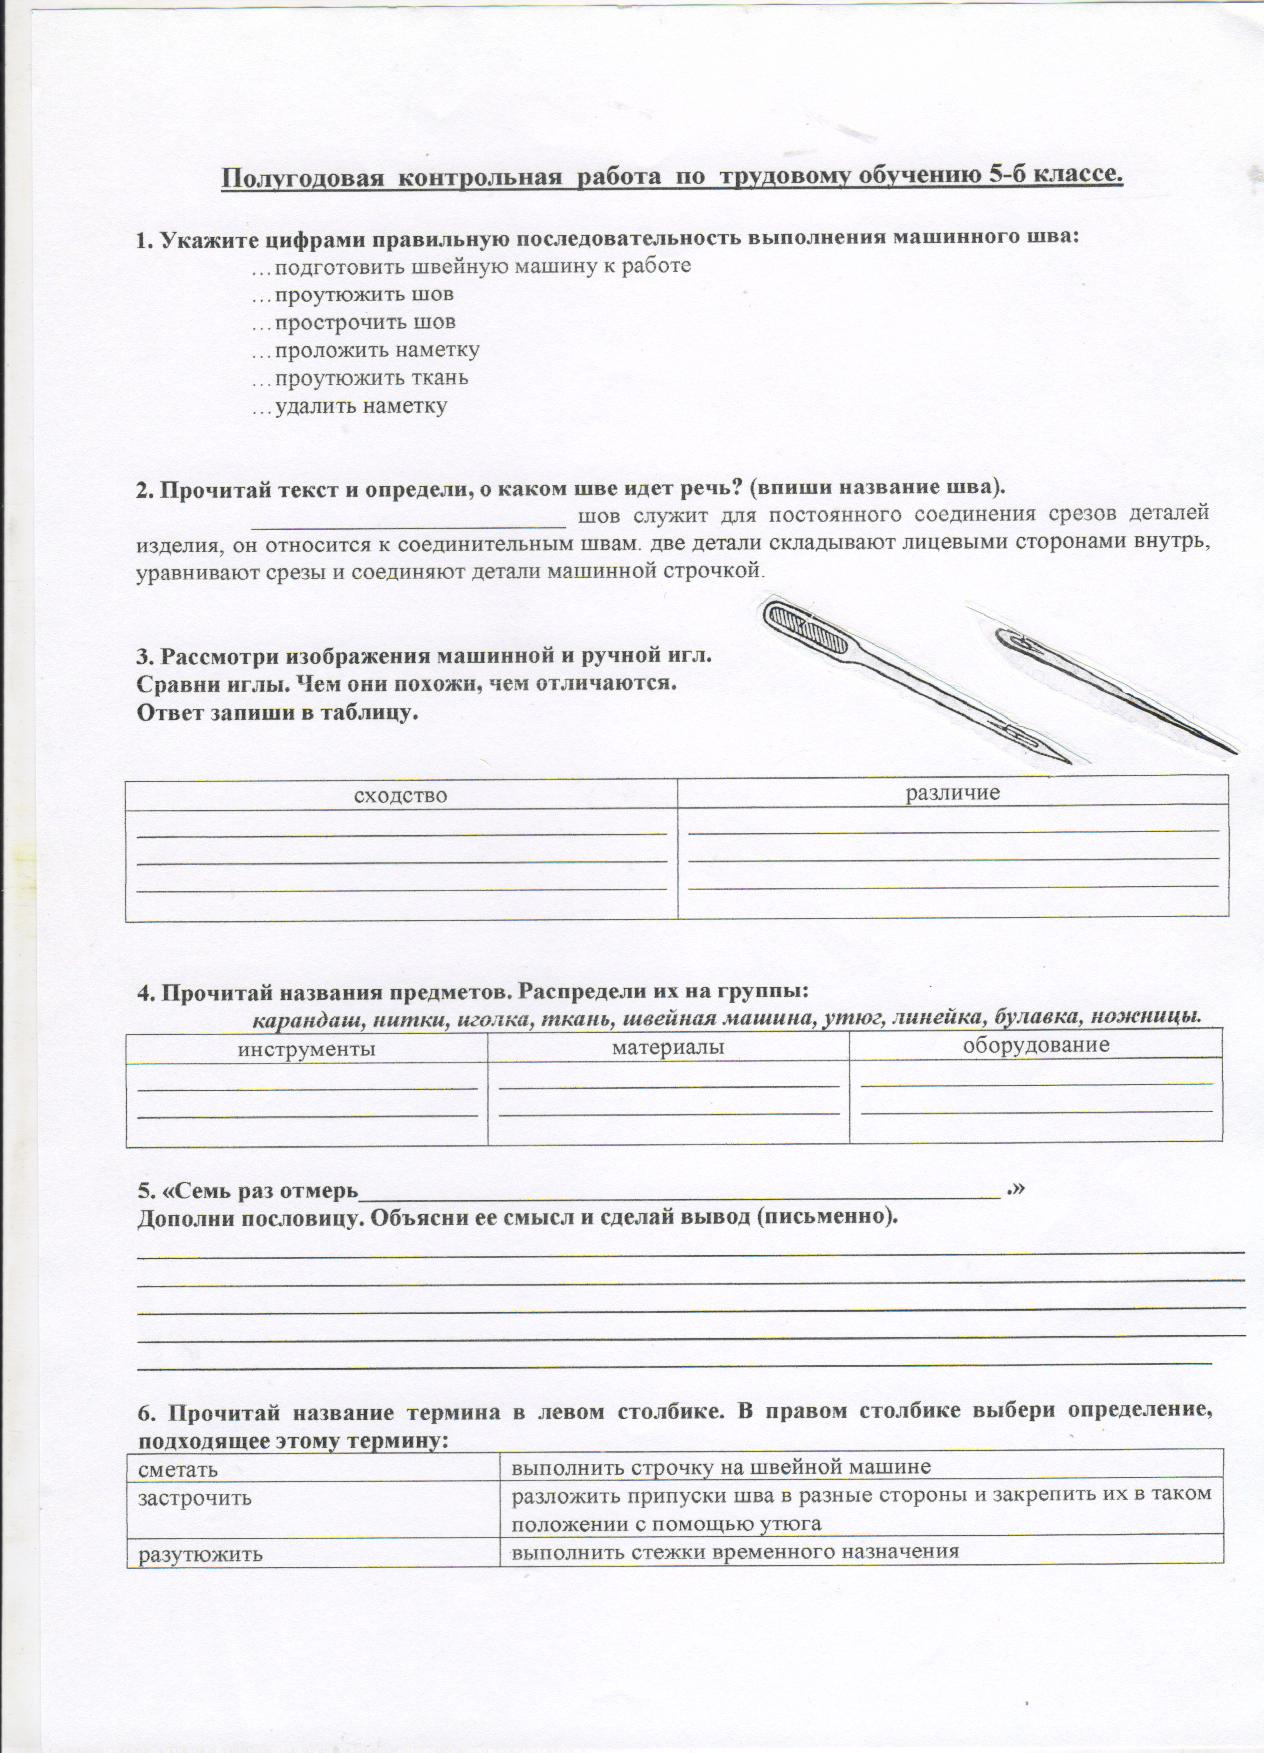 Полугодовая контрольная работа по трудовому обучению 5-б классе.
1. Укажите цифрами правильную последовательность выполнения машинного шва:
…подготовить швейную машину к работе
…проутюжить шов
…прострочить шов
…проложить наметку
…проутюжить ткань
…удалить наметку
2. Прочитай текст и определи, о каком шве идет речь? (впиши название шва).
__________________________ шов служит для постоянного соединения срезов деталей
изделия, он относится к соединительным швам. две детали складывают лицевыми сторонами внутрь,
уравнивают срезы и соединяют детали машинной строчкой.
3. Рассмотри изображения машинной и ручной игл.
Сравни иглы. Чем они похожи, чем отличаются.
Ответ запиши в таблицу.
сходство различие
4. Прочитай названия предметов. Распредели их на группы:
карандаш, нитки, иголка, ткань, швейная машина, утюг, линейка, булавка, ножницы.
инструменты материалы оборудование
5. «Семь раз отмерь_____________________________________________________ .»
Дополни пословицу. Объясни ее смысл и сделай вывод (письменно).
6. Прочитай название термина в левом столбике. В правом столбике выбери определение,
подходящее этому термину:
сметать выполнить строчку на швейной машине
застрочить разложить припуски шва в разные стороны и закрепить их в таком
положении с помощью утюга
разутюжить выполнить стежки временного назначения